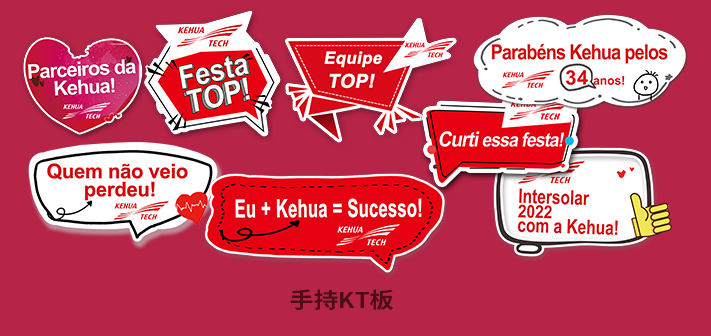 Parceiros da
Kehua!
KEHUA
TECH
KEHUA
TECH
Festa
TOP!
Equipe
TOP!
KEHUA
TECH
Parabéns Kehua pelos
KEHUA
TECH
34 anos!
KEHUA
TECH
Curti essa festa!
Quem não veio
perdeu!
KEHUA
TECH
Eu + Kehua = Sucesso!
KEHUA
TECH
TECH
Intersolar
2022
com a Kehua!
手持KT板